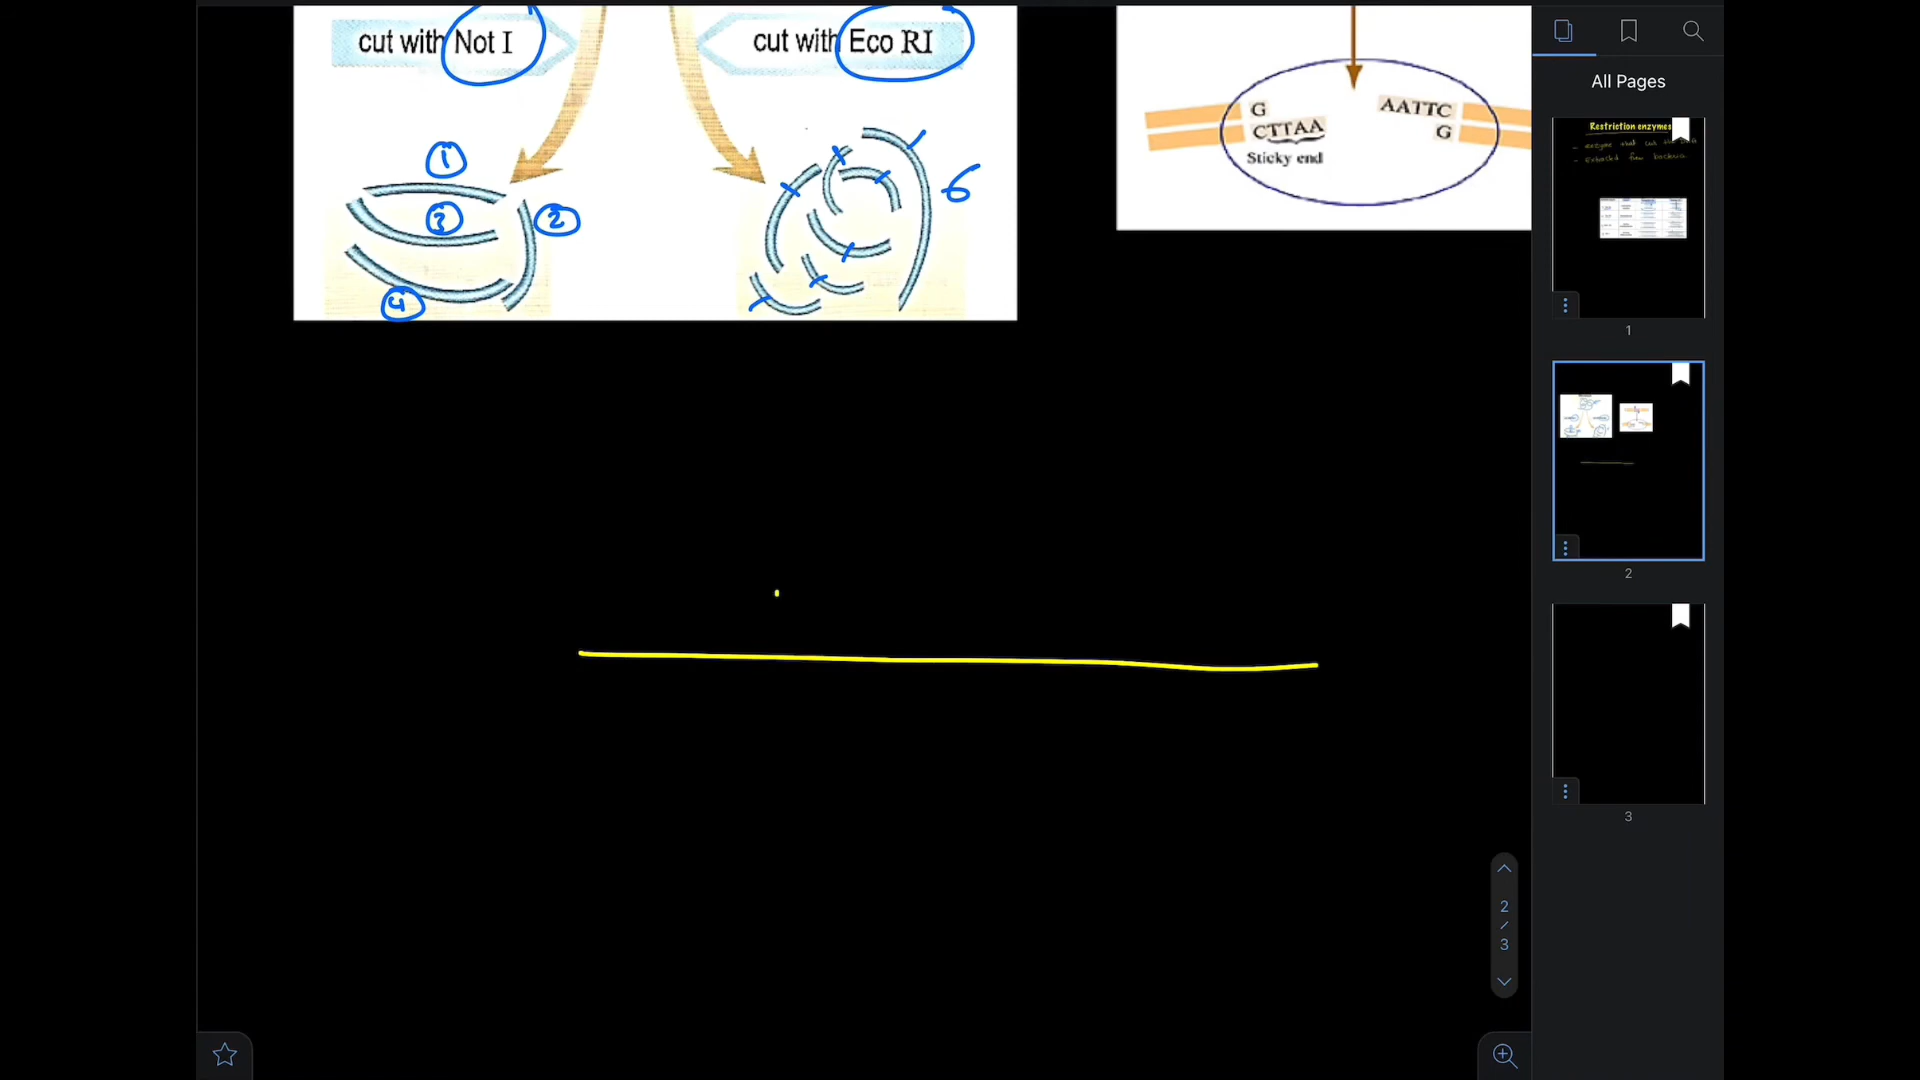 cut with Not I
cut with Eco RI
1
3
2
4
6
G
CTTAA
Sticky end
AATTC
G
All Pages
Restriction enzymes
1
2
3
2
/
3